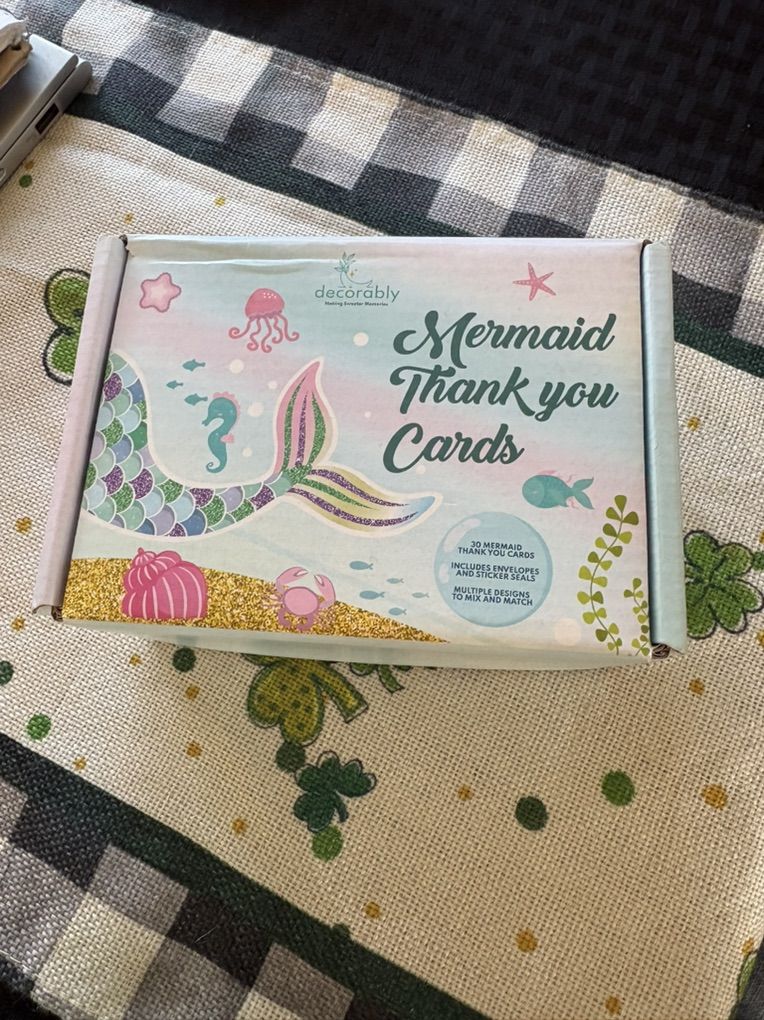 decorably
Making Sweeter Memories
Mermaid
Thank you
Cards
30 MERMAID
THANK YOU CARDS
INCLUDES ENVELOPES
AND STICKER SEALS
MULTIPLE DESIGNS
TO MIX AND MATCH